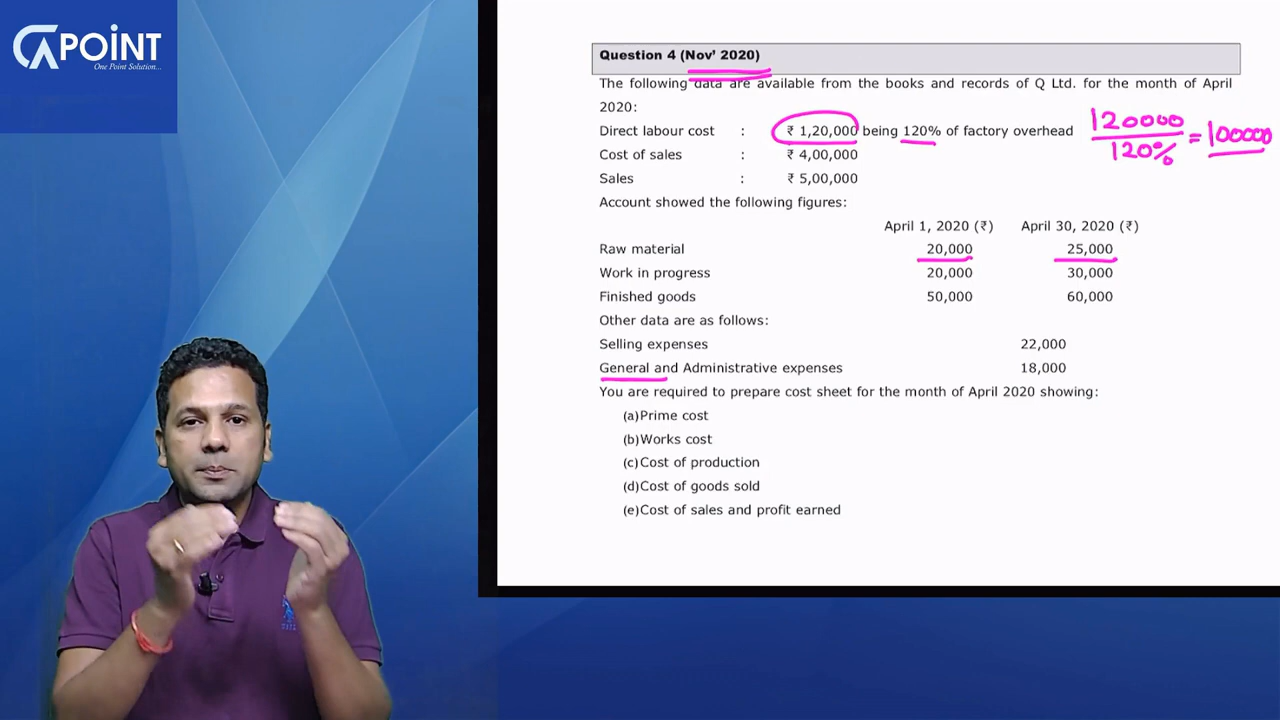 CAPOiNT
One Point Solution...
Question 4 (Nov' 2020)
The following data are available from the books and records of Q Ltd. for the month of April
2020:
Direct labour cost : ₹ 1,20,000 being 120% of factory overhead
120000
120%
= 100000
Cost of sales : ₹ 4,00,000
Sales : ₹ 5,00,000
Account showed the following figures:
April 1, 2020 (₹) April 30, 2020 (₹)
Raw material 20,000 25,000
Work in progress 20,000 30,000
Finished goods 50,000 60,000
Other data are as follows:
Selling expenses 22,000
General and Administrative expenses 18,000
You are required to prepare cost sheet for the month of April 2020 showing:
(a)Prime cost
(b)Works cost
(c)Cost of production
(d)Cost of goods sold
(e)Cost of sales and profit earned